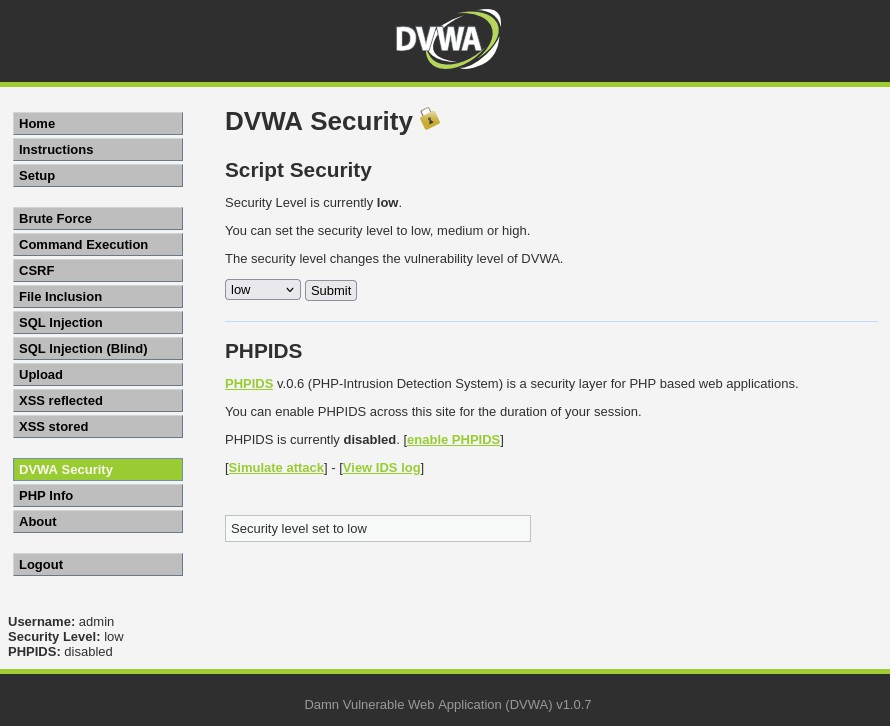 DVWA
Home
Instructions
Setup
Brute Force
Command Execution
CSRF
File Inclusion
SQL Injection
SQL Injection (Blind)
Upload
XSS reflected
XSS stored
DVWA Security
PHP Info
About
Logout
Username: admin
Security Level: low
PHPIDS: disabled
DVWA Security
Script Security
Security Level is currently low.
You can set the security level to low, medium or high.
The security level changes the vulnerability level of DVWA.
low Submit
PHPIDS
PHPIDS v.0.6 (PHP-Intrusion Detection System) is a security layer for PHP based web applications.
You can enable PHPIDS across this site for the duration of your session.
PHPIDS is currently disabled. [enable PHPIDS]
[Simulate attack] - [View IDS log]
Security level set to low
Damn Vulnerable Web Application (DVWA) v1.0.7